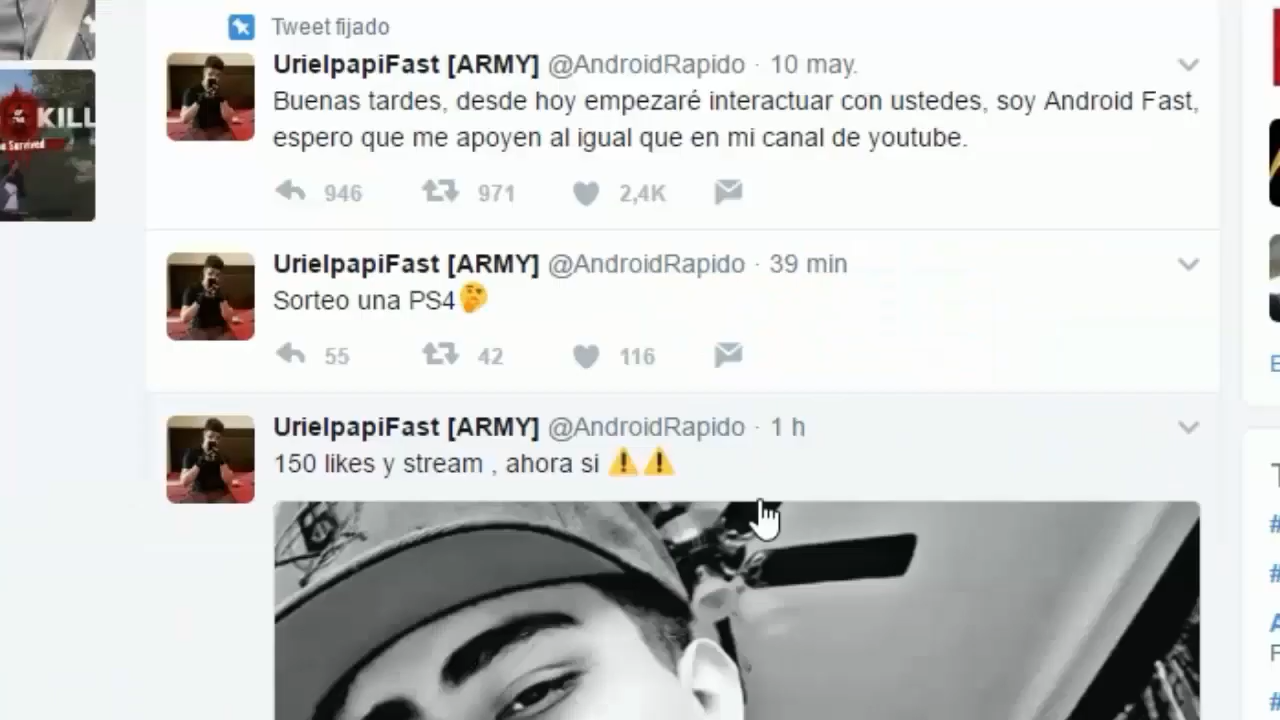 Tweet fijado
UrielpapiFast [ARMY] @AndroidRapido · 10 may.
Buenas tardes, desde hoy empezaré interactuar con ustedes, soy Android Fast,
espero que me apoyen al igual que en mi canal de youtube.
946 971 2,4K
KILL
Survived
UrielpapiFast [ARMY] @AndroidRapido · 39 min
Sorteo una PS4🤔
55 42 116
UrielpapiFast [ARMY] @AndroidRapido · 1 h
150 likes y stream , ahora si ⚠️⚠️